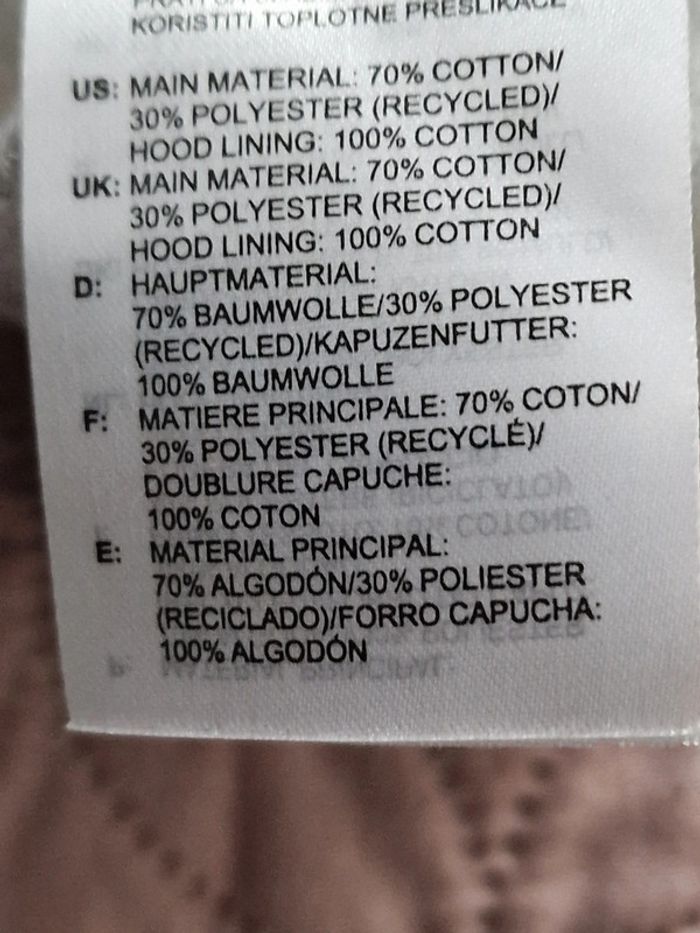 KORISTITI TOPLOTNE PRESLIKAČE
US: MAIN MATERIAL: 70% COTTON/
30% POLYESTER (RECYCLED)/
HOOD LINING: 100% COTTON
UK: MAIN MATERIAL: 70% COTTON/
30% POLYESTER (RECYCLED)/
HOOD LINING: 100% COTTON
D: HAUPTMATERIAL:
70% BAUMWOLLE/30% POLYESTER
(RECYCLED)/KAPUZENFUTTER:
100% BAUMWOLLE
F: MATIERE PRINCIPALE: 70% COTON/
30% POLYESTER (RECYCLÉ)/
DOUBLURE CAPUCHE:
100% COTON
E: MATERIAL PRINCIPAL:
70% ALGODÓN/30% POLIESTER
(RECICLADO)/FORRO CAPUCHA:
100% ALGODÓN